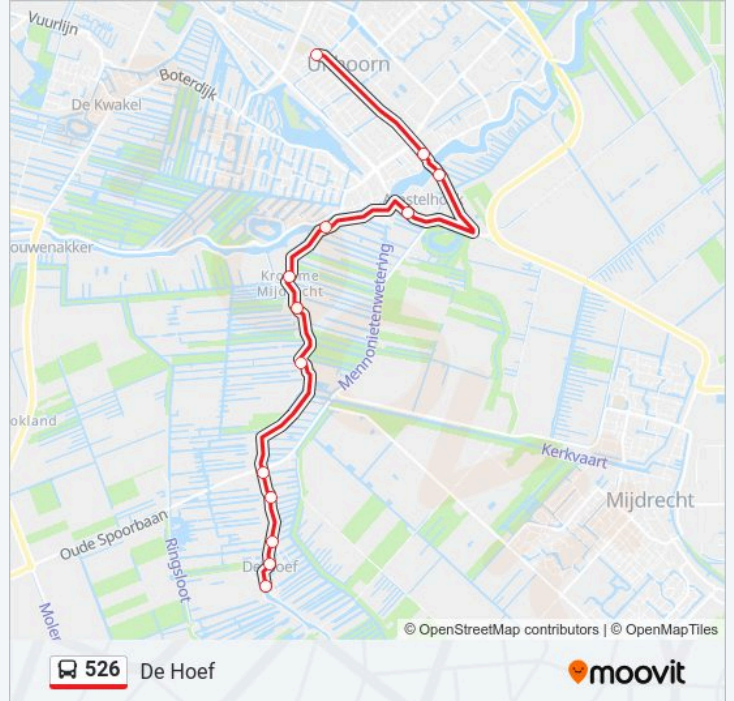 Vuurlijn
Uithoorn
Boterdijk
De Kwakel
Amstelhoek
ouwenakker
Kromme
Mijdrecht
Mennonietenwetering
okland
Kerkvaart
Mijdrecht
Oude Spoorbaan
Ringsloot
De Hoef
Moler
© OpenStreetMap contributors | © OpenMapTiles
526 De Hoef
moovit